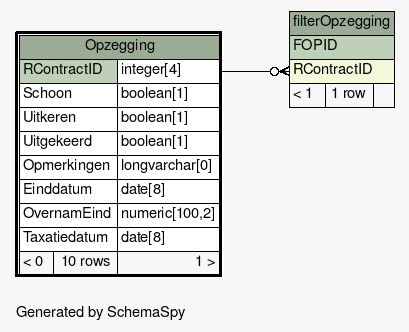 Opzegging
RContractID integer[4]
Schoon boolean[1]
Uitkeren boolean[1]
Uitgekeerd boolean[1]
Opmerkingen longvarchar[0]
Einddatum date[8]
OvernamEind numeric[100,2]
Taxatiedatum date[8]
< 0 10 rows 1 >
filterOpzegging
FOPID
RContractID
< 1 1 row
Generated by SchemaSpy